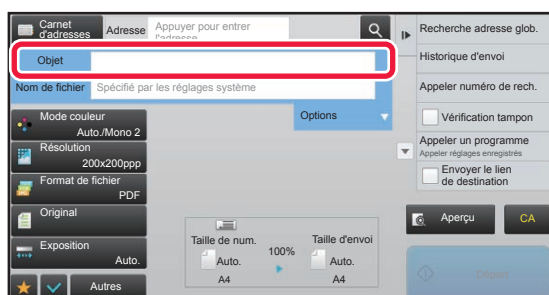 Carnet
d'adresses
Adresse
Appuyer pour entrer
l'adresse
Objet
Nom de fichier
Spécifié par les réglages système
Mode couleur
Auto./Mono 2
Résolution
200x200ppp
Format de fichier
PDF
Original
Exposition
Auto.
Autres
Options
Taille de num.
Auto.
A4
100%
Taille d'envoi
Auto.
A4
Recherche adresse glob.
Historique d'envoi
Appeler numéro de rech.
Vérification tampon
Appeler un programme
Appeler réglages enregistrés
Envoyer le lien
de destination
Aperçu
CA
Départ